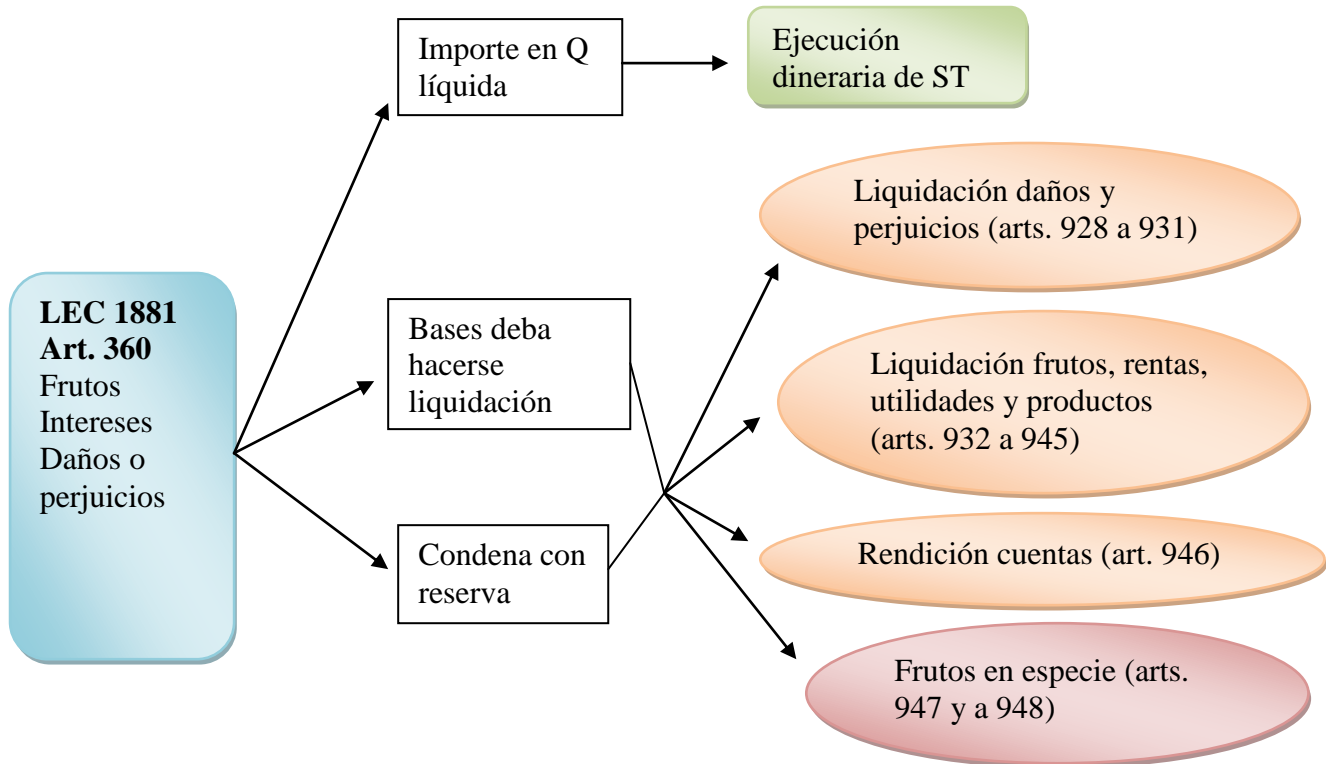 Importe en Q
líquida
Ejecución
dineraria de ST
Liquidación daños y
perjuicios (arts. 928 a 931)
LEC 1881
Art. 360
Frutos
Intereses
Daños o
perjuicios
Bases deba
hacerse
liquidación
Liquidación frutos, rentas,
utilidades y productos
(arts. 932 a 945)
Condena con
reserva
Rendición cuentas (art. 946)
Frutos en especie (arts.
947 y a 948)